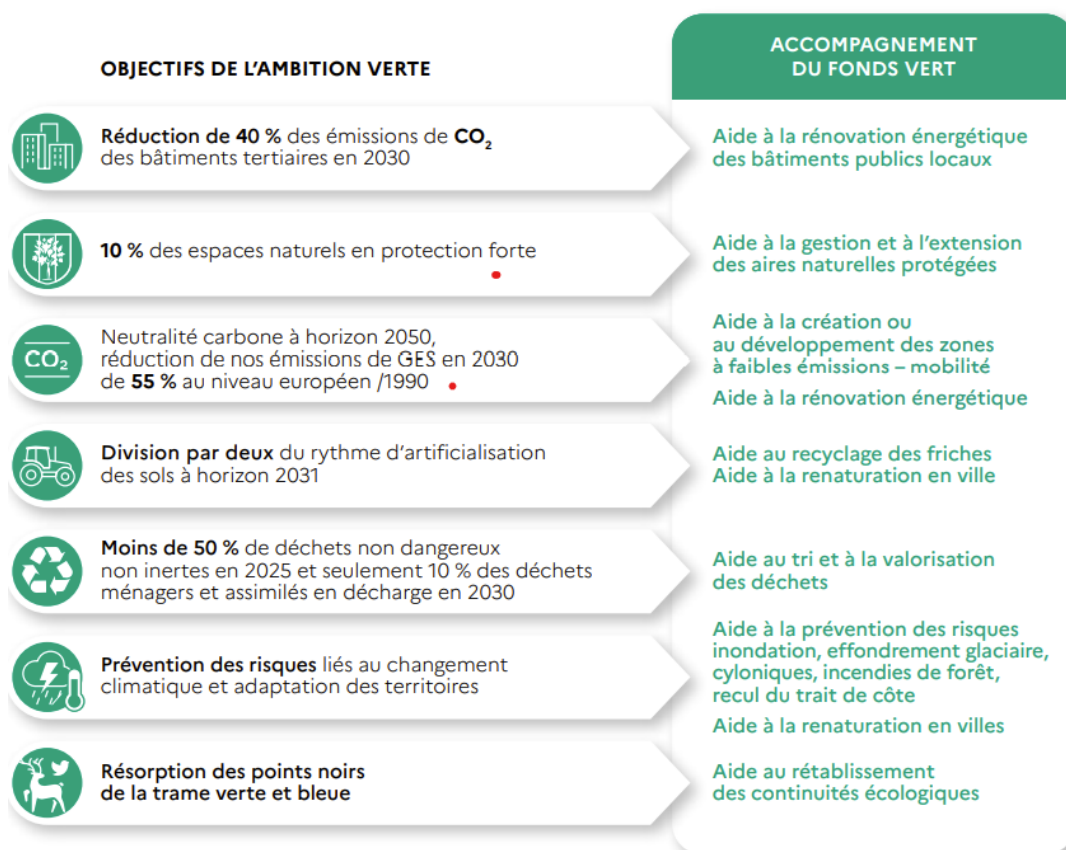 OBJECTIFS DE L'AMBITION VERTE
ACCOMPAGNEMENT
DU FONDS VERT
Réduction de 40 % des émissions de CO₂
des bâtiments tertiaires en 2030
Aide à la rénovation énergétique
des bâtiments publics locaux
10 % des espaces naturels en protection forte
Aide à la gestion et à l'extension
des aires naturelles protégées
CO₂
Neutralité carbone à horizon 2050,
réduction de nos émissions de GES en 2030
de 55 % au niveau européen /1990
Aide à la création ou
au développement des zones
à faibles émissions – mobilité
Aide à la rénovation énergétique
Division par deux du rythme d'artificialisation
des sols à horizon 2031
Aide au recyclage des friches
Aide à la renaturation en ville
Moins de 50 % de déchets non dangereux
non inertes en 2025 et seulement 10 % des déchets
ménagers et assimilés en décharge en 2030
Aide au tri et à la valorisation
des déchets
Prévention des risques liés au changement
climatique et adaptation des territoires
Aide à la prévention des risques
inondation, effondrement glaciaire,
cyloniques, incendies de forêt,
recul du trait de côte
Aide à la renaturation en villes
Résorption des points noirs
de la trame verte et bleue
Aide au rétablissement
des continuités écologiques